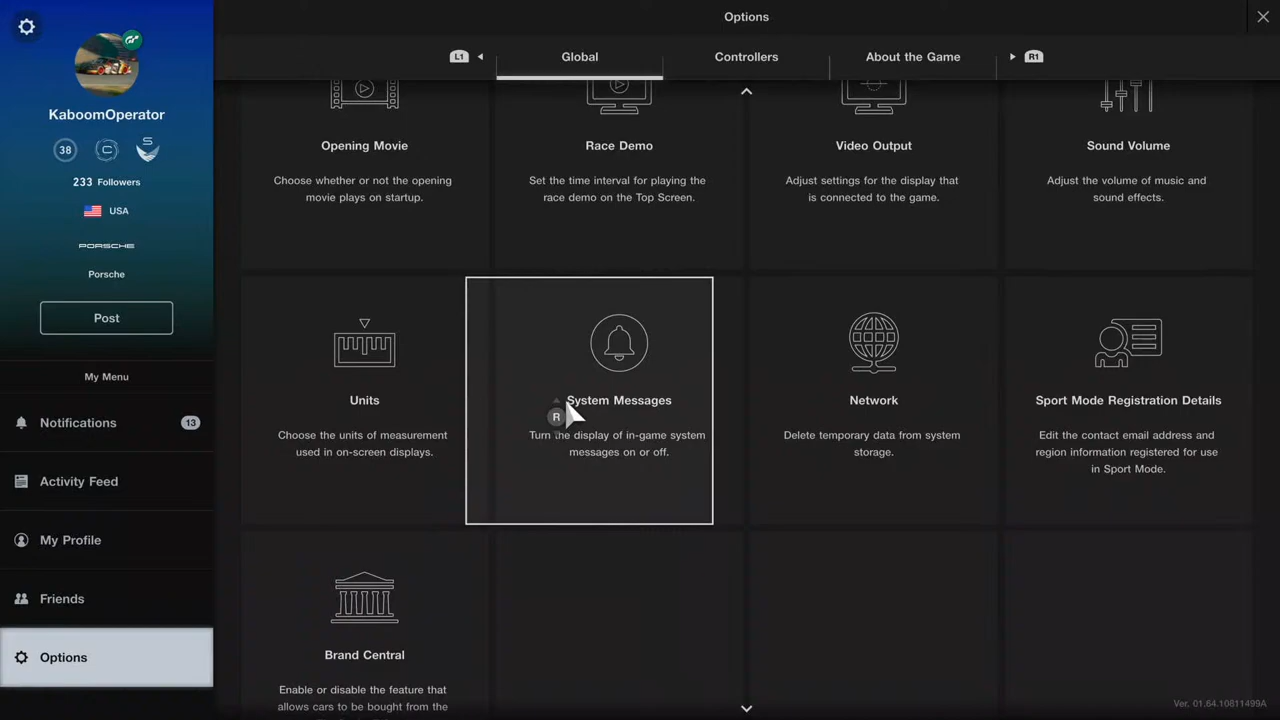 Options
L1
Global
Controllers
About the Game
R1
KaboomOperator
38
C
S
233 Followers
USA
PORSCHE
Porsche
Post
My Menu
Notifications
13
Activity Feed
My Profile
Friends
Options
Opening Movie
Choose whether or not the opening
movie plays on startup.
Race Demo
Set the time interval for playing the
race demo on the Top Screen.
Video Output
Adjust settings for the display that
is connected to the game.
Sound Volume
Adjust the volume of music and
sound effects.
Units
Choose the units of measurement
used in on-screen displays.
System Messages
R
Turn the display of in-game system
messages on or off.
Network
Delete temporary data from system
storage.
Sport Mode Registration Details
Edit the contact email address and
region information registered for use
in Sport Mode.
Brand Central
Enable or disable the feature that
allows cars to be bought from the
Ver. 01.64.10811499A